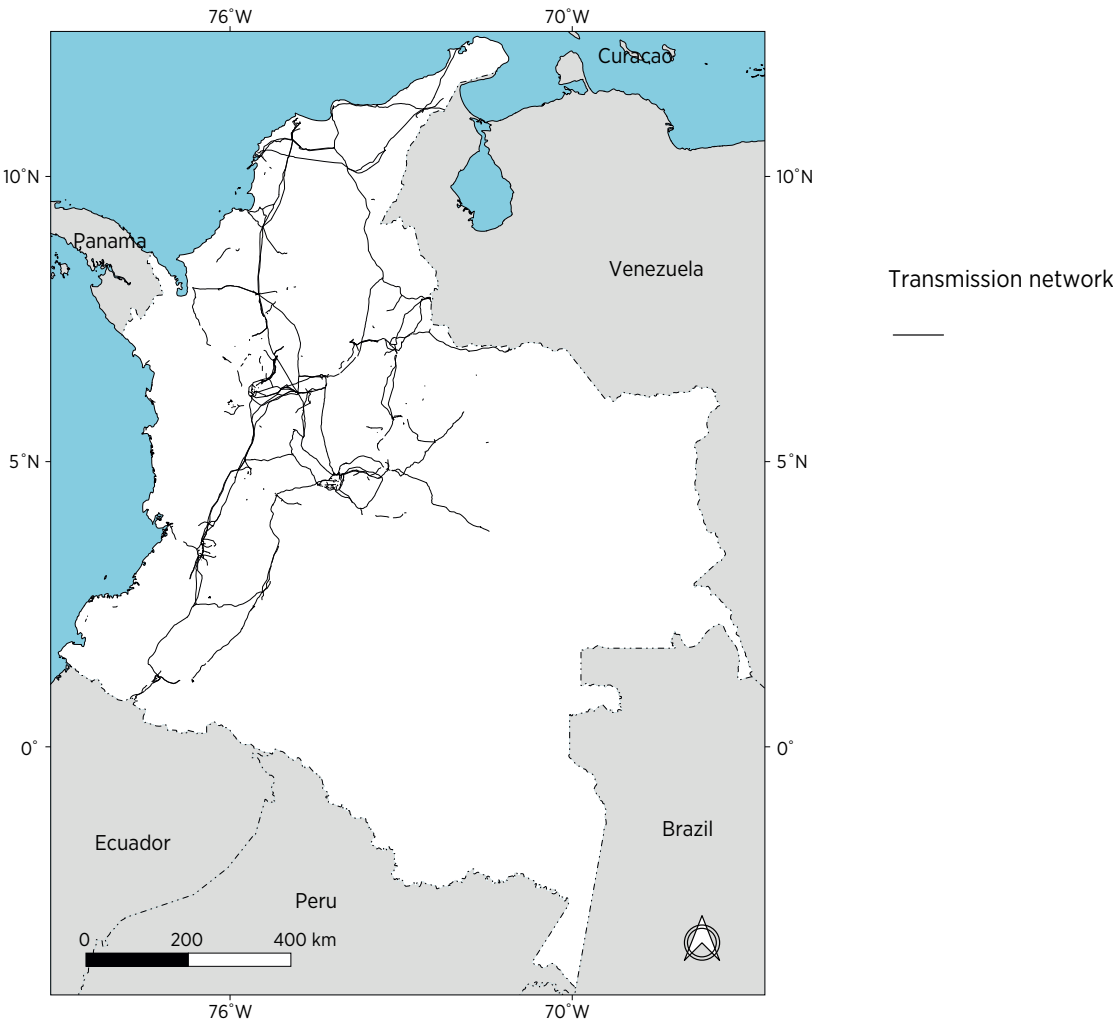 76°W 70°W
Curaçao
10°N 10°N
Panama
Venezuela
Transmission network
5°N 5°N
0° 0°
Ecuador
Brazil
Peru
0 200 400 km
76°W 70°W